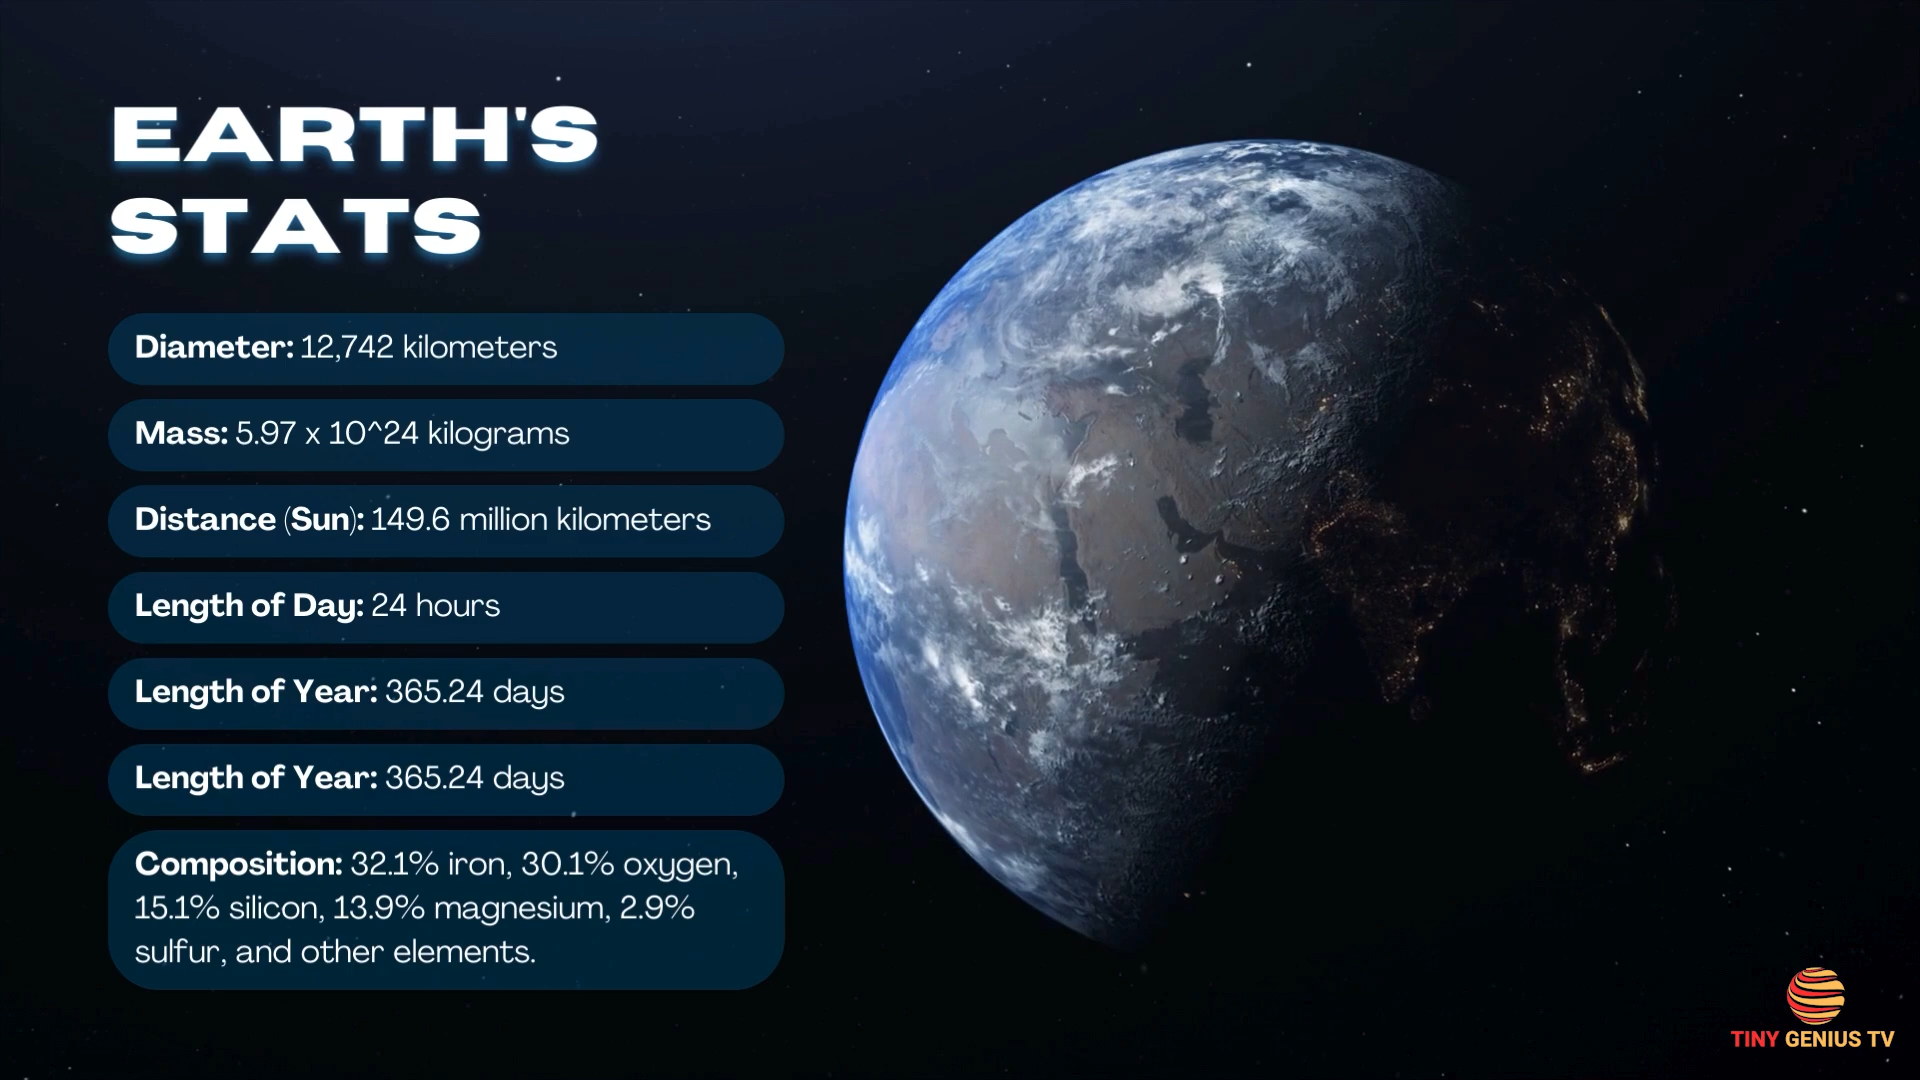 EARTH'S
STATS
Diameter: 12,742 kilometers
Mass: 5.97 x 10^24 kilograms
Distance (Sun): 149.6 million kilometers
Length of Day: 24 hours
Length of Year: 365.24 days
Length of Year: 365.24 days
Composition: 32.1% iron, 30.1% oxygen,
15.1% silicon, 13.9% magnesium, 2.9%
sulfur, and other elements.
TINY GENIUS TV